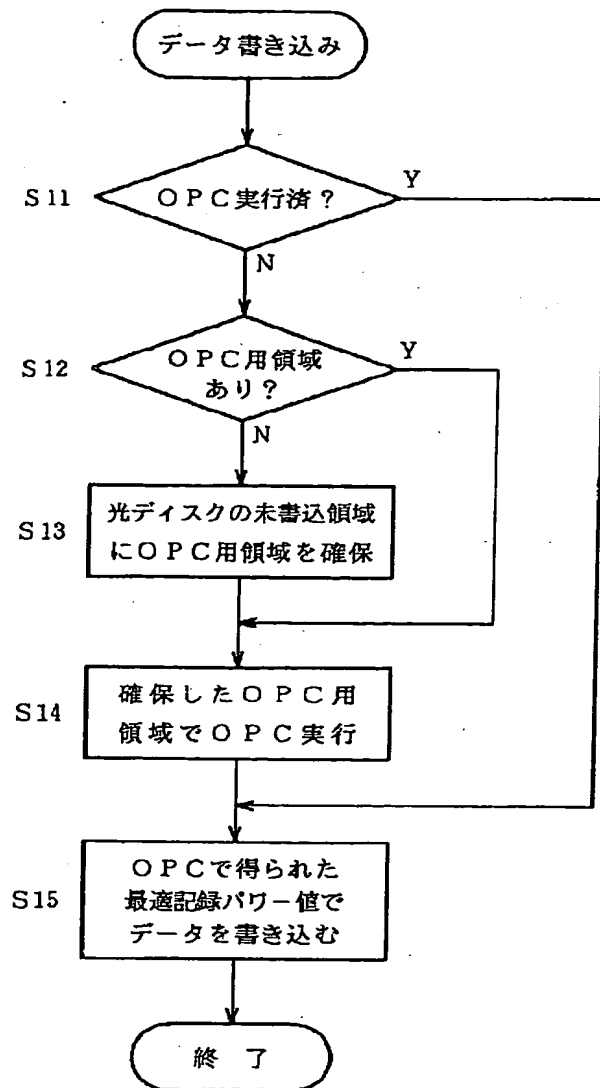 データ書き込み
S11
OPC実行済?
Y
N
S12
OPC用領域
あり?
Y
N
S13
光ディスクの未書込領域
にOPC用領域を確保
S14
確保したOPC用
領域でOPC実行
S15
OPCで得られた
最適記録パワー値で
データを書き込む
終 了